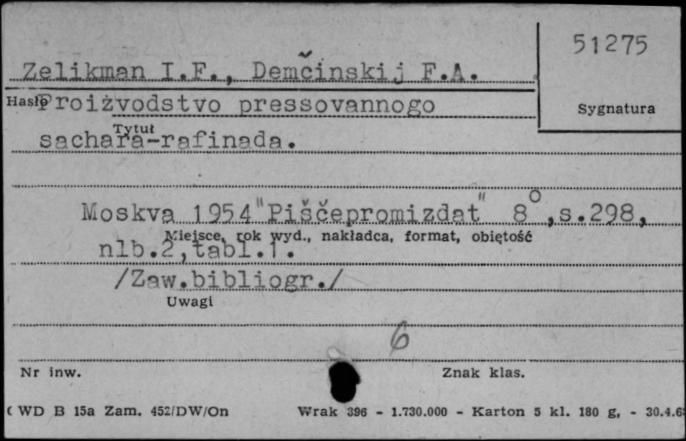 51275
Zelikman I.F., Demčinskij F.A.
Hasło Proiżvodstvo pressovannogo
Sygnatura
Tytuł
sachara-rafinada.
Moskva 1954 "Piščepromizdat" 8°,s.298,
Miejsce, rok wyd., nakładca, format, objętość
nlb.2,tabl.1.
/Zaw.bibliogr./
Uwagi
6
Nr inw. Znak klas.
WD B 15a Zam. 452/DW/On Wrak 396 - 1.730.000 - Karton 5 kl. 180 g, - 30.4.6